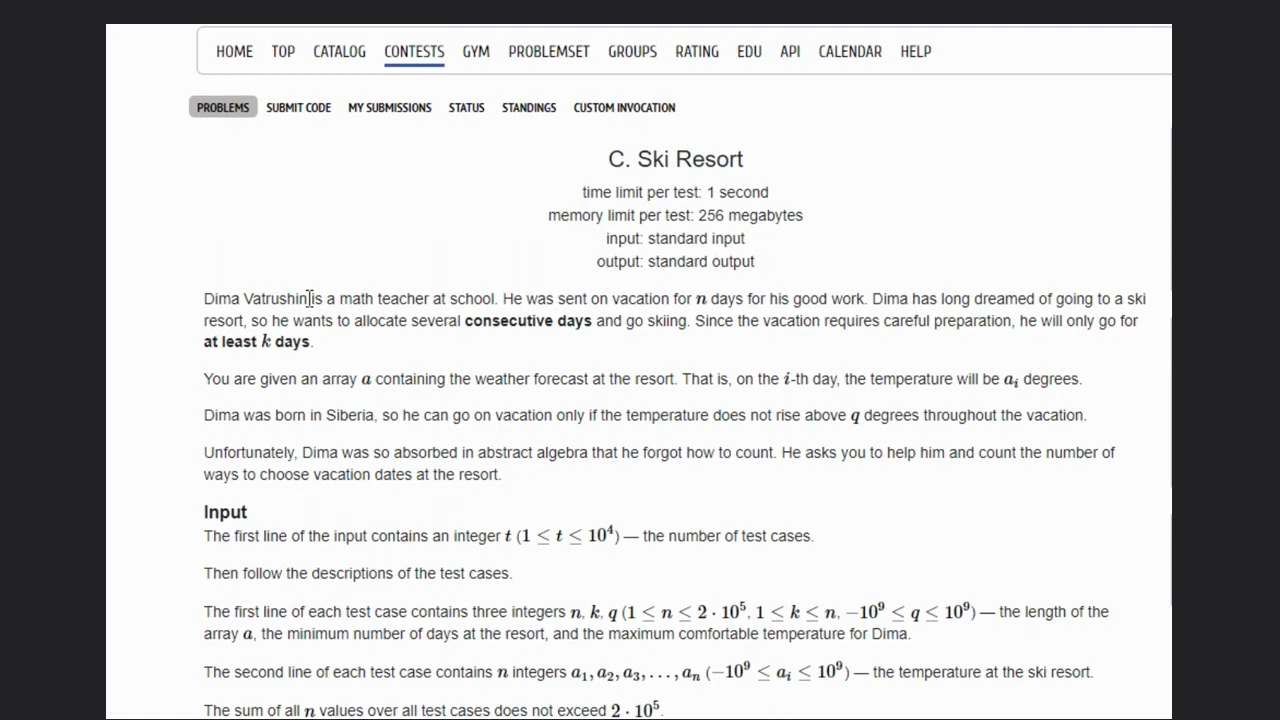 HOME TOP CATALOG CONTESTS GYM PROBLEMSET GROUPS RATING EDU API CALENDAR HELP
PROBLEMS SUBMIT CODE MY SUBMISSIONS STATUS STANDINGS CUSTOM INVOCATION
C. Ski Resort
time limit per test: 1 second
memory limit per test: 256 megabytes
input: standard input
output: standard output
Dima Vatrushin is a math teacher at school. He was sent on vacation for n days for his good work. Dima has long dreamed of going to a ski
resort, so he wants to allocate several consecutive days and go skiing. Since the vacation requires careful preparation, he will only go for
at least k days.
You are given an array a containing the weather forecast at the resort. That is, on the i-th day, the temperature will be aᵢ degrees.
Dima was born in Siberia, so he can go on vacation only if the temperature does not rise above q degrees throughout the vacation.
Unfortunately, Dima was so absorbed in abstract algebra that he forgot how to count. He asks you to help him and count the number of
ways to choose vacation dates at the resort.
Input
The first line of the input contains an integer t (1 ≤ t ≤ 10⁴) — the number of test cases.
Then follow the descriptions of the test cases.
The first line of each test case contains three integers n, k, q (1 ≤ n ≤ 2 · 10⁵, 1 ≤ k ≤ n, −10⁹ ≤ q ≤ 10⁹) — the length of the
array a, the minimum number of days at the resort, and the maximum comfortable temperature for Dima.
The second line of each test case contains n integers a₁, a₂, a₃, . . . , aₙ (−10⁹ ≤ aᵢ ≤ 10⁹) — the temperature at the ski resort.
The sum of all n values over all test cases does not exceed 2 · 10⁵.